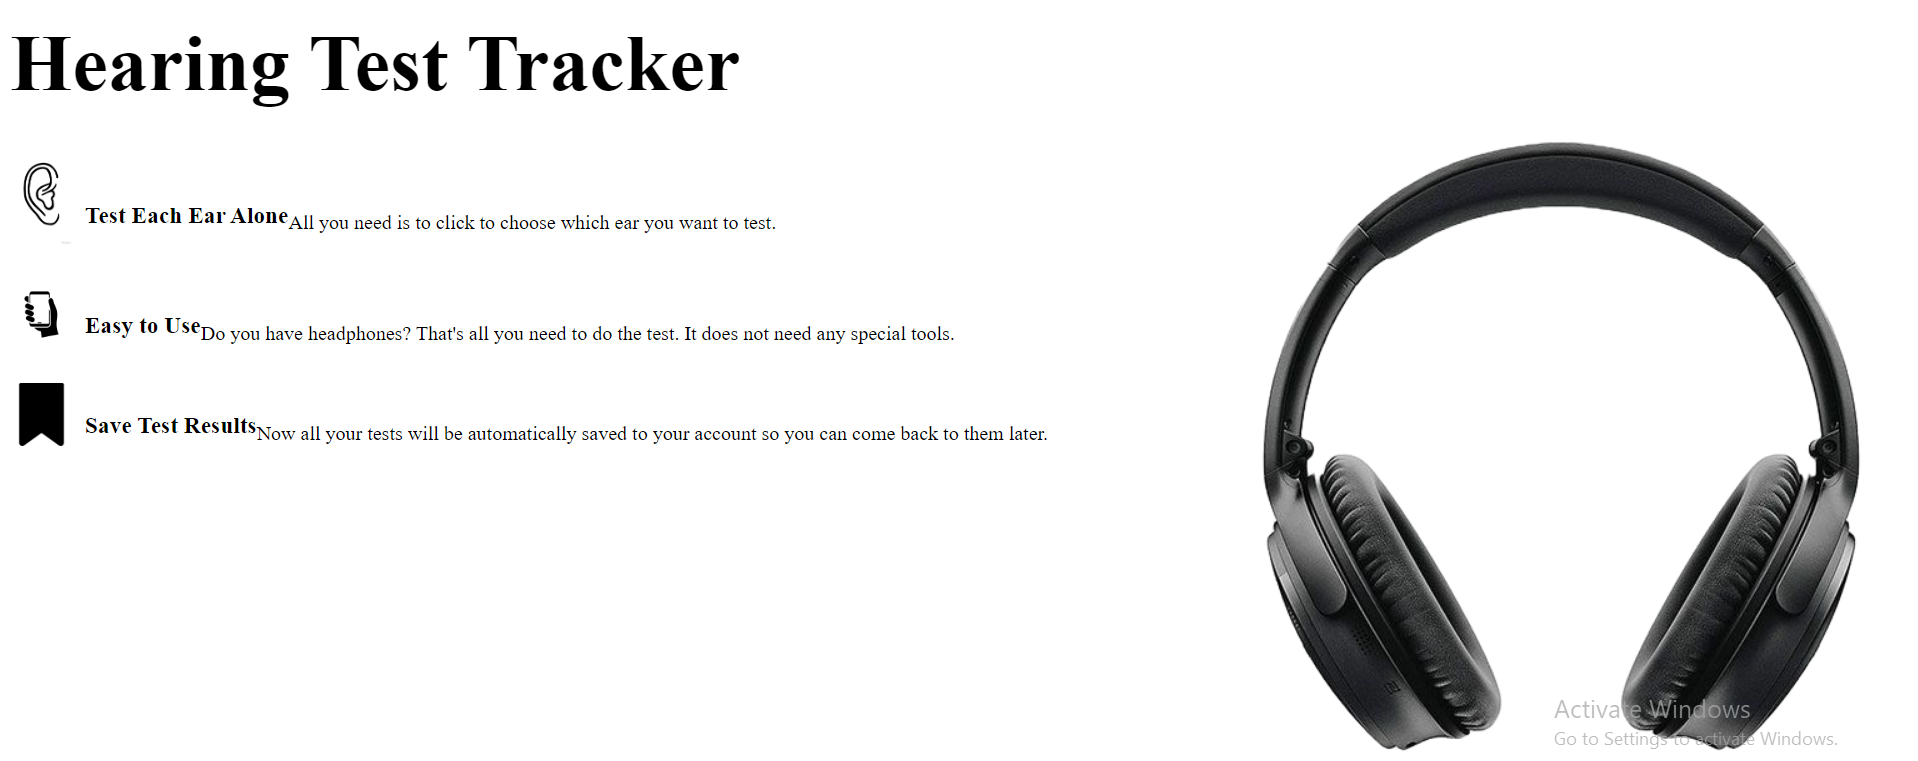 Hearing Test Tracker
Test Each Ear Alone All you need is to click to choose which ear you want to test.
Easy to Use Do you have headphones? That's all you need to do the test. It does not need any special tools.
Save Test Results Now all your tests will be automatically saved to your account so you can come back to them later.
Activate Windows
Go to Settings to activate Windows.